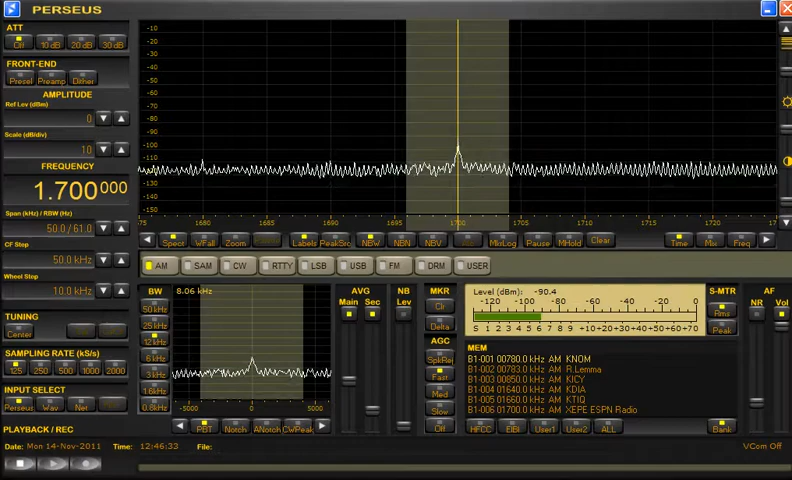 PERSEUS
ATT
Off 10 dB 20 dB 30 dB
FRONT-END
Presel Preamp Dither
AMPLITUDE
Ref Lev (dBm)
0
Scale (dB/div)
10
FREQUENCY
1.700000
Span (kHz) / RBW (Hz)
50.0 / 61.0
CF Step
50.0 kHz
Wheel Step
10.0 kHz
TUNING
Center
SAMPLING RATE (kS/s)
125 250 500 1000 2000
INPUT SELECT
Perseus Wav Net
PLAYBACK / REC
-10
-20
-30
-40
-50
-60
-70
-80
-90
-100
-110
-120
-130
-140
-150
75 1680 1685 1690 1695 1700 1705 1710 1715 1720 1725
Spect WFall Zoom Labels PeakSrc NBW NBN NBV MkrLog Pause MHold Clear Time Mix Freq
AM SAM CW RTTY LSB USB FM DRM USER
BW
50kHz
25 kHz
12kHz
6 kHz
3 kHz
1.6kHz
0.8kHz
8.06 kHz
-5000 0 5000
PBT Notch ANotch CWPeak
AVG
Main Sec
NB
Lev
MKR
Clr
Delta
AGC
SpkRej
Fast
Med
Slow
Off
Level (dBm): -90.4
-120 -100 -80 -60 -40 -20 0
S 1 2 3 4 5 6 7 8 9 +10 +20 +30 +40 +50 +60 +70
S-MTR
Rms
Peak
AF
NR Vol
MEM
B1-001 00780.0 kHz AM KNOM
B1-002 00783.0 kHz AM R.Lemma
B1-003 00850.0 kHz AM KICY
B1-004 01640.0 kHz AM KDIA
B1-005 01660.0 kHz AM KTIQ
B1-006 01700.0 kHz AM XEPE ESPN Radio
HFCC EIBI User1 User2 ALL Bank
Date: Mon 14-Nov-2011 Time: 12:46:33 File: VCom Off